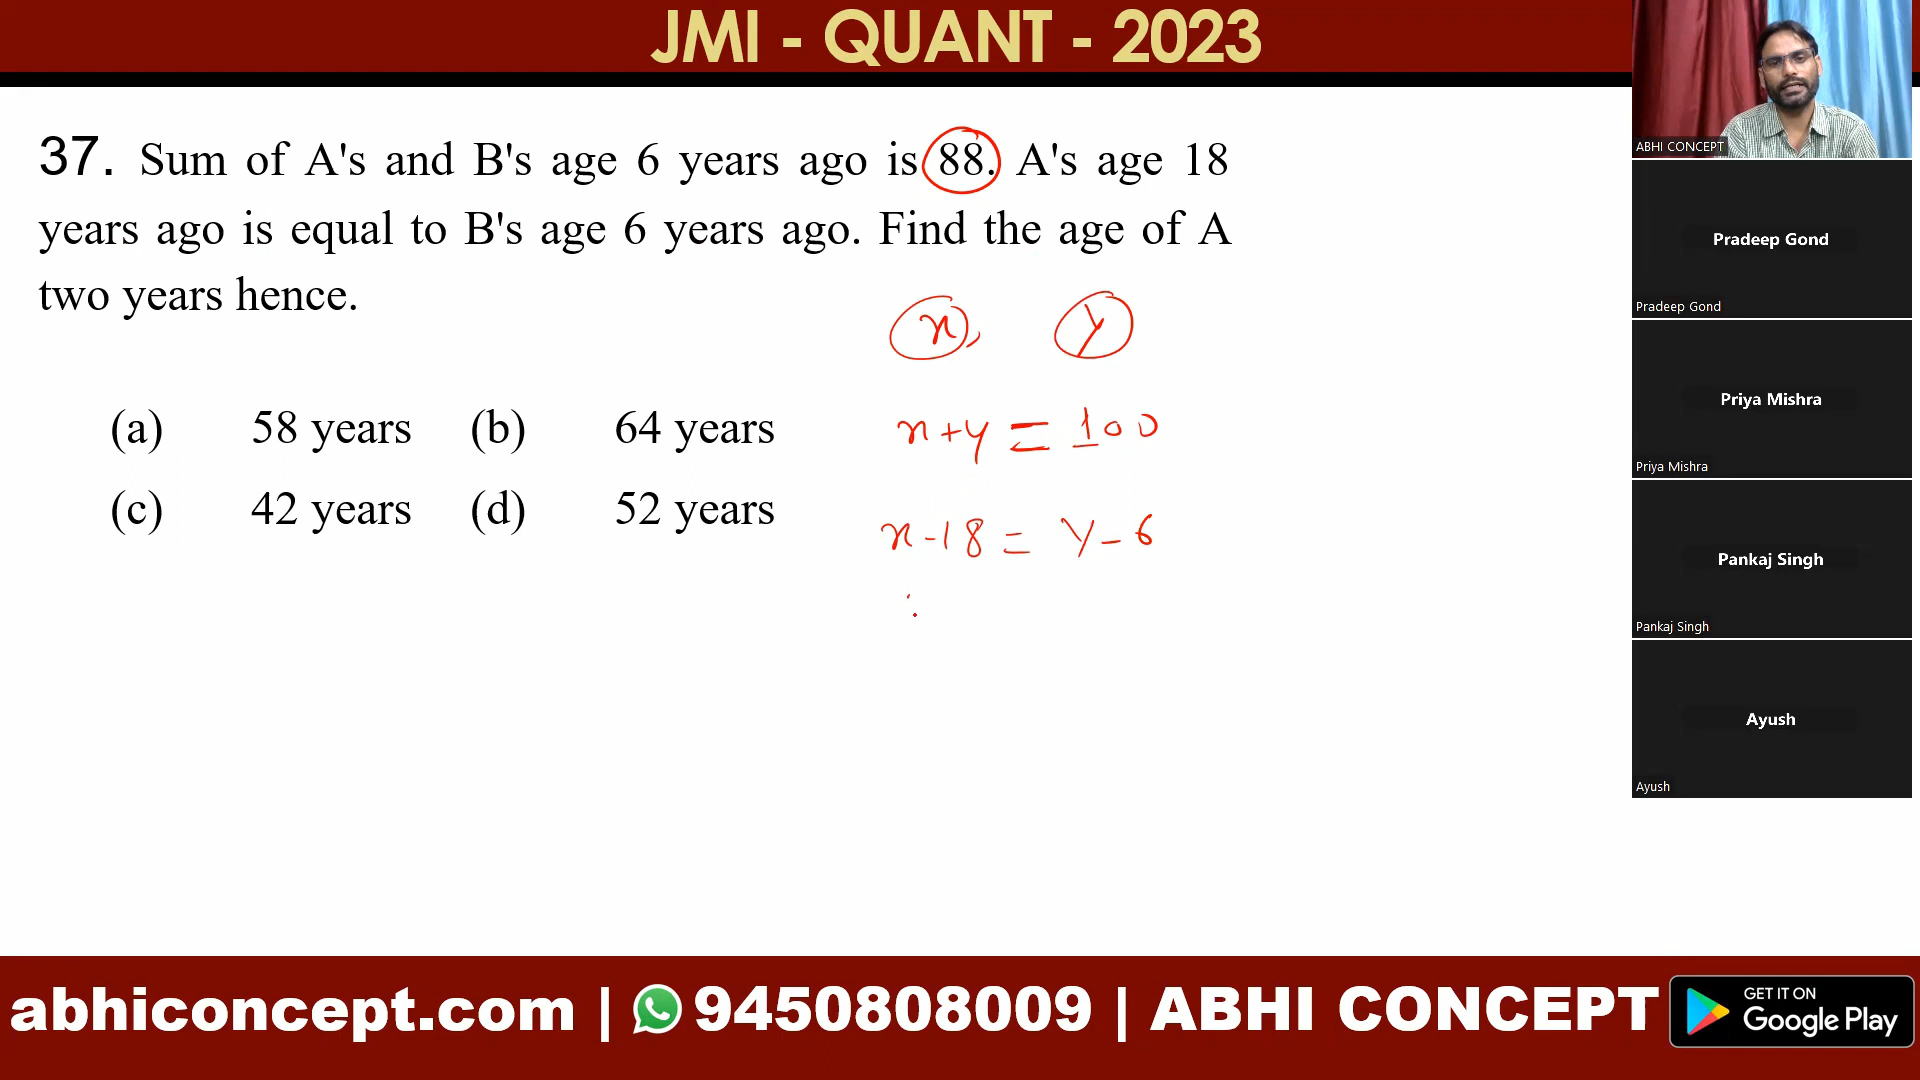 JMI - QUANT - 2023
37. Sum of A's and B's age 6 years ago is 88. A's age 18
years ago is equal to B's age 6 years ago. Find the age of A
two years hence.
x, y
(a) 58 years (b) 64 years
x+y = 100
(c) 42 years (d) 52 years
x-18 = y-6
ABHI CONCEPT
Pradeep Gond
Pradeep Gond
Priya Mishra
Priya Mishra
Pankaj Singh
Pankaj Singh
Ayush
Ayush
abhiconcept.com | 9450808009 | ABHI CONCEPT
GET IT ON
Google Play